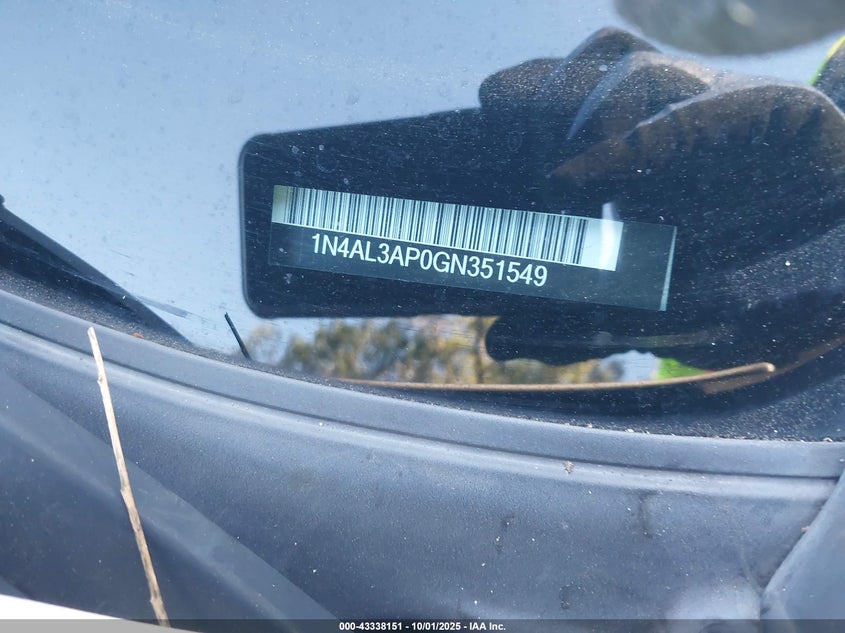 1N4AL3AP0GN351549
000-43338151 | 10/01/2025 - IAA Inc.